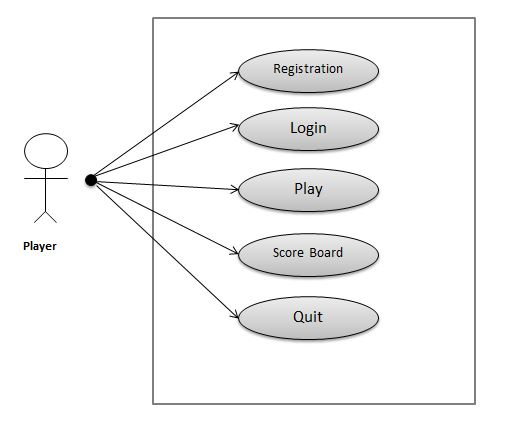 Registration
Login
Play
Player
Score Board
Quit